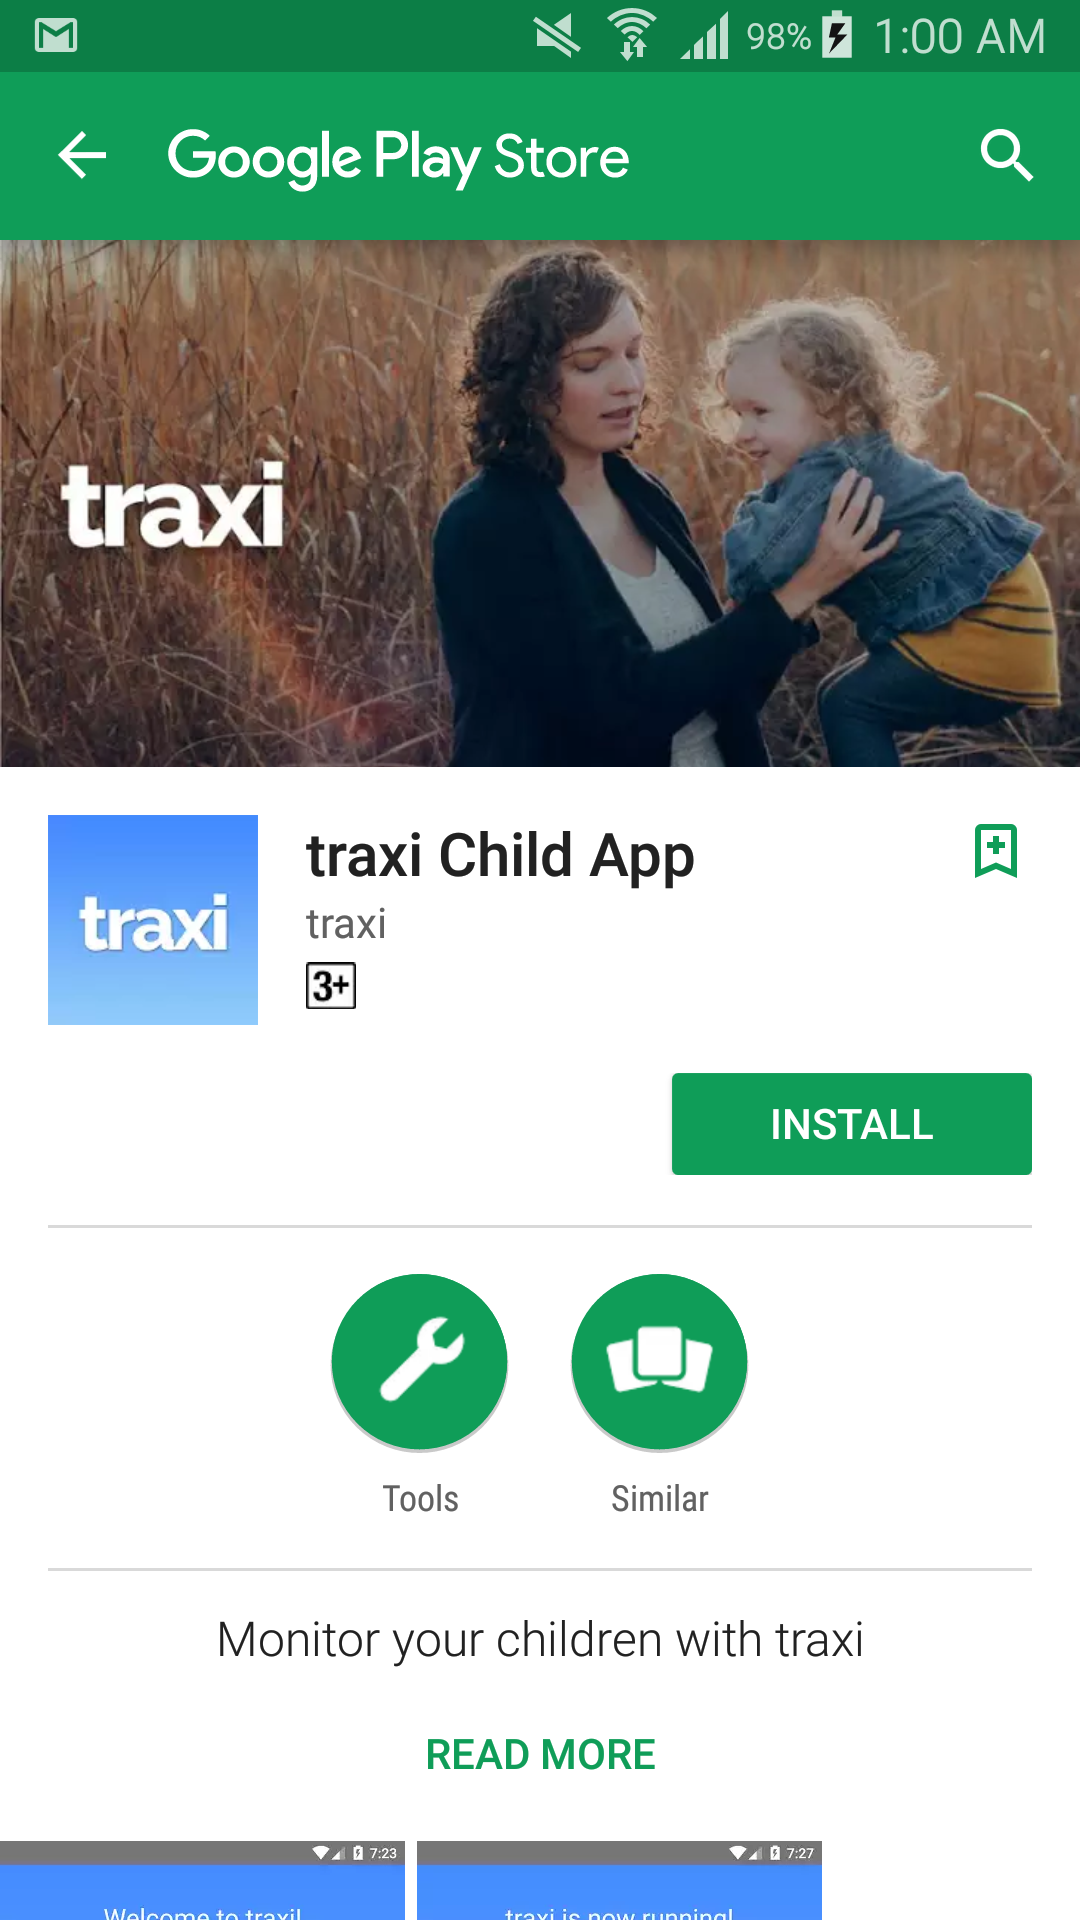 98% 1:00 AM
Google Play Store
traxi
traxi Child App
traxi
traxi
3+
INSTALL
Tools Similar
Monitor your children with traxi
READ MORE
7:23 7:27
Welcome to traxi! traxi is now running!